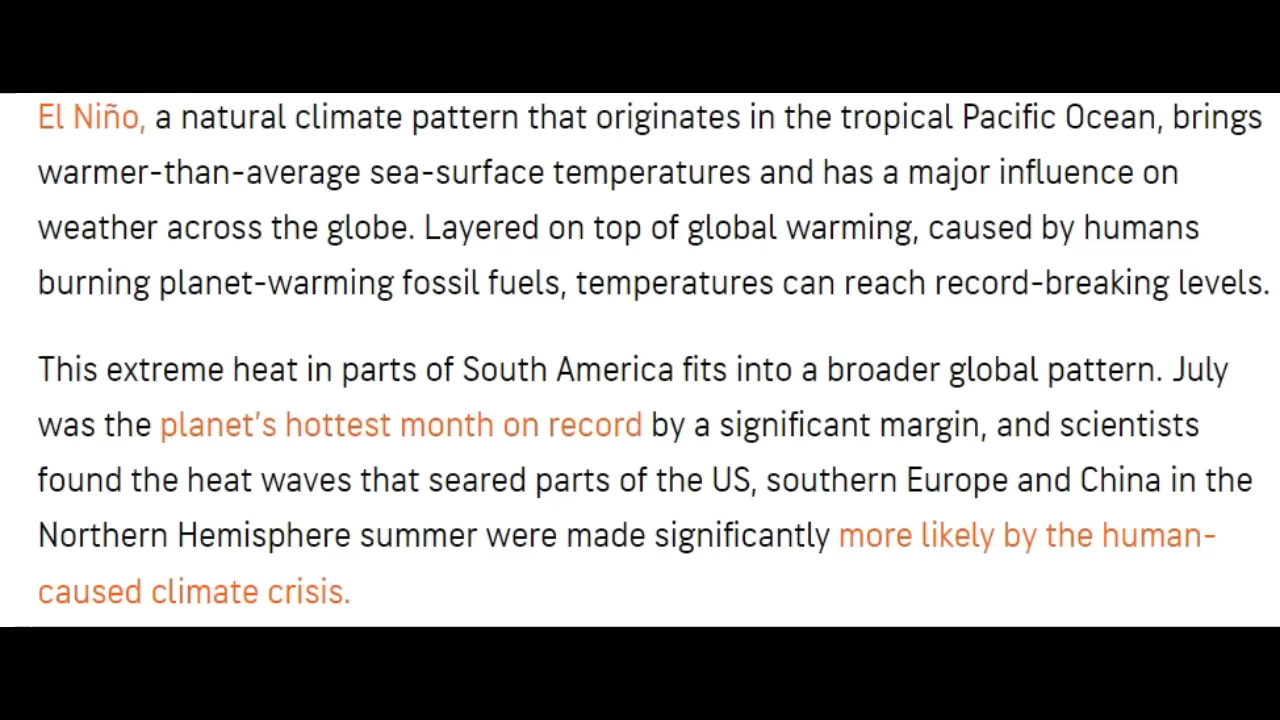 El Niño, a natural climate pattern that originates in the tropical Pacific Ocean, brings
warmer-than-average sea-surface temperatures and has a major influence on
weather across the globe. Layered on top of global warming, caused by humans
burning planet-warming fossil fuels, temperatures can reach record-breaking levels.
This extreme heat in parts of South America fits into a broader global pattern. July
was the planet’s hottest month on record by a significant margin, and scientists
found the heat waves that seared parts of the US, southern Europe and China in the
Northern Hemisphere summer were made significantly more likely by the human-
caused climate crisis.